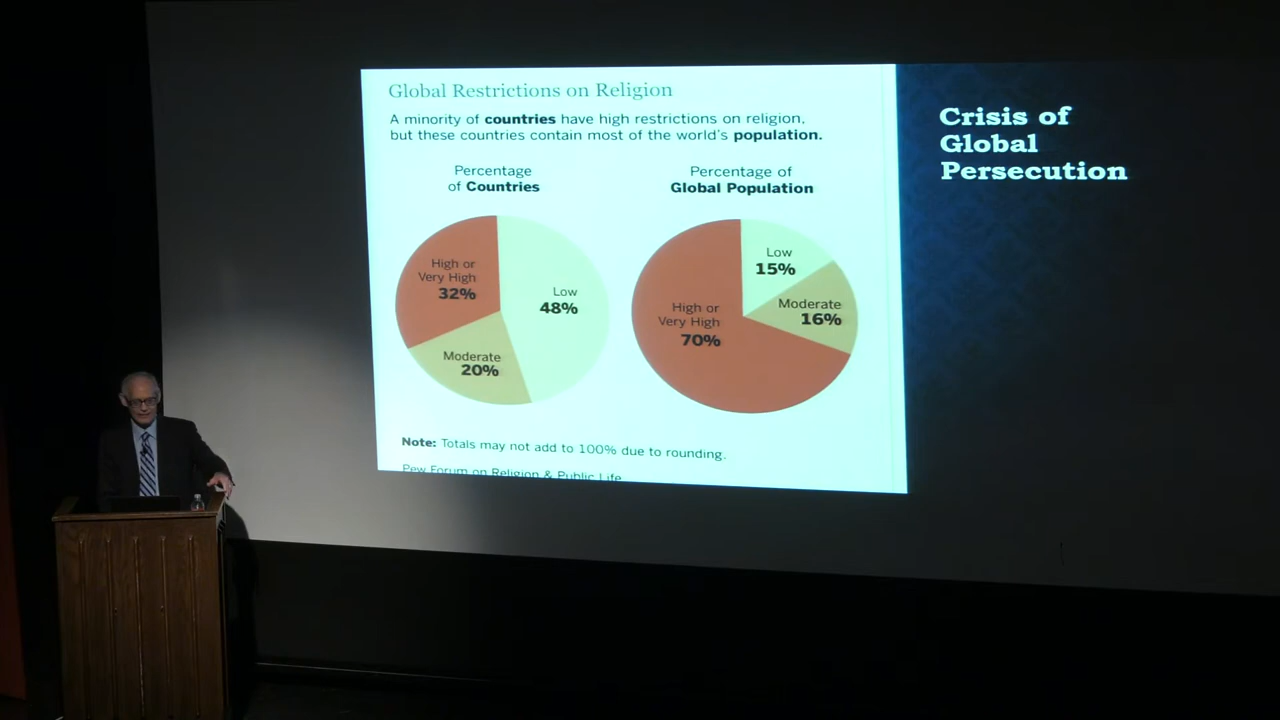 Global Restrictions on Religion
A minority of countries have high restrictions on religion,
but these countries contain most of the world's population.
Percentage
of Countries
High or
Very High
32%
Low
48%
Moderate
20%
Percentage of
Global Population
Low
15%
Moderate
16%
High or
Very High
70%
Note: Totals may not add to 100% due to rounding.
Pew Forum on Religion & Public Life
Crisis of
Global
Persecution